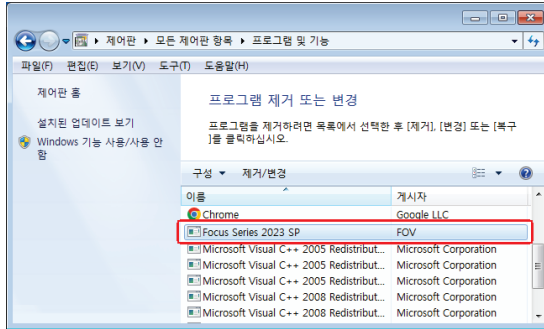 제어판 ▸ 모든 제어판 항목 ▸ 프로그램 및 기능
파일(F) 편집(E) 보기(V) 도구(T) 도움말(H)
제어판 홈
설치된 업데이트 보기
Windows 기능 사용/사용 안
함
프로그램 제거 또는 변경
프로그램을 제거하려면 목록에서 선택한 후 [제거], [변경] 또는 [복구
]를 클릭하십시오.
구성 제거/변경
이름 게시자
Chrome Google LLC
Focus Series 2023 SP FOV
Microsoft Visual C++ 2005 Redistribut... Microsoft Corporation
Microsoft Visual C++ 2005 Redistribut... Microsoft Corporation
Microsoft Visual C++ 2008 Redistribut... Microsoft Corporation
Microsoft Visual C++ 2008 Redistribut... Microsoft Corporation